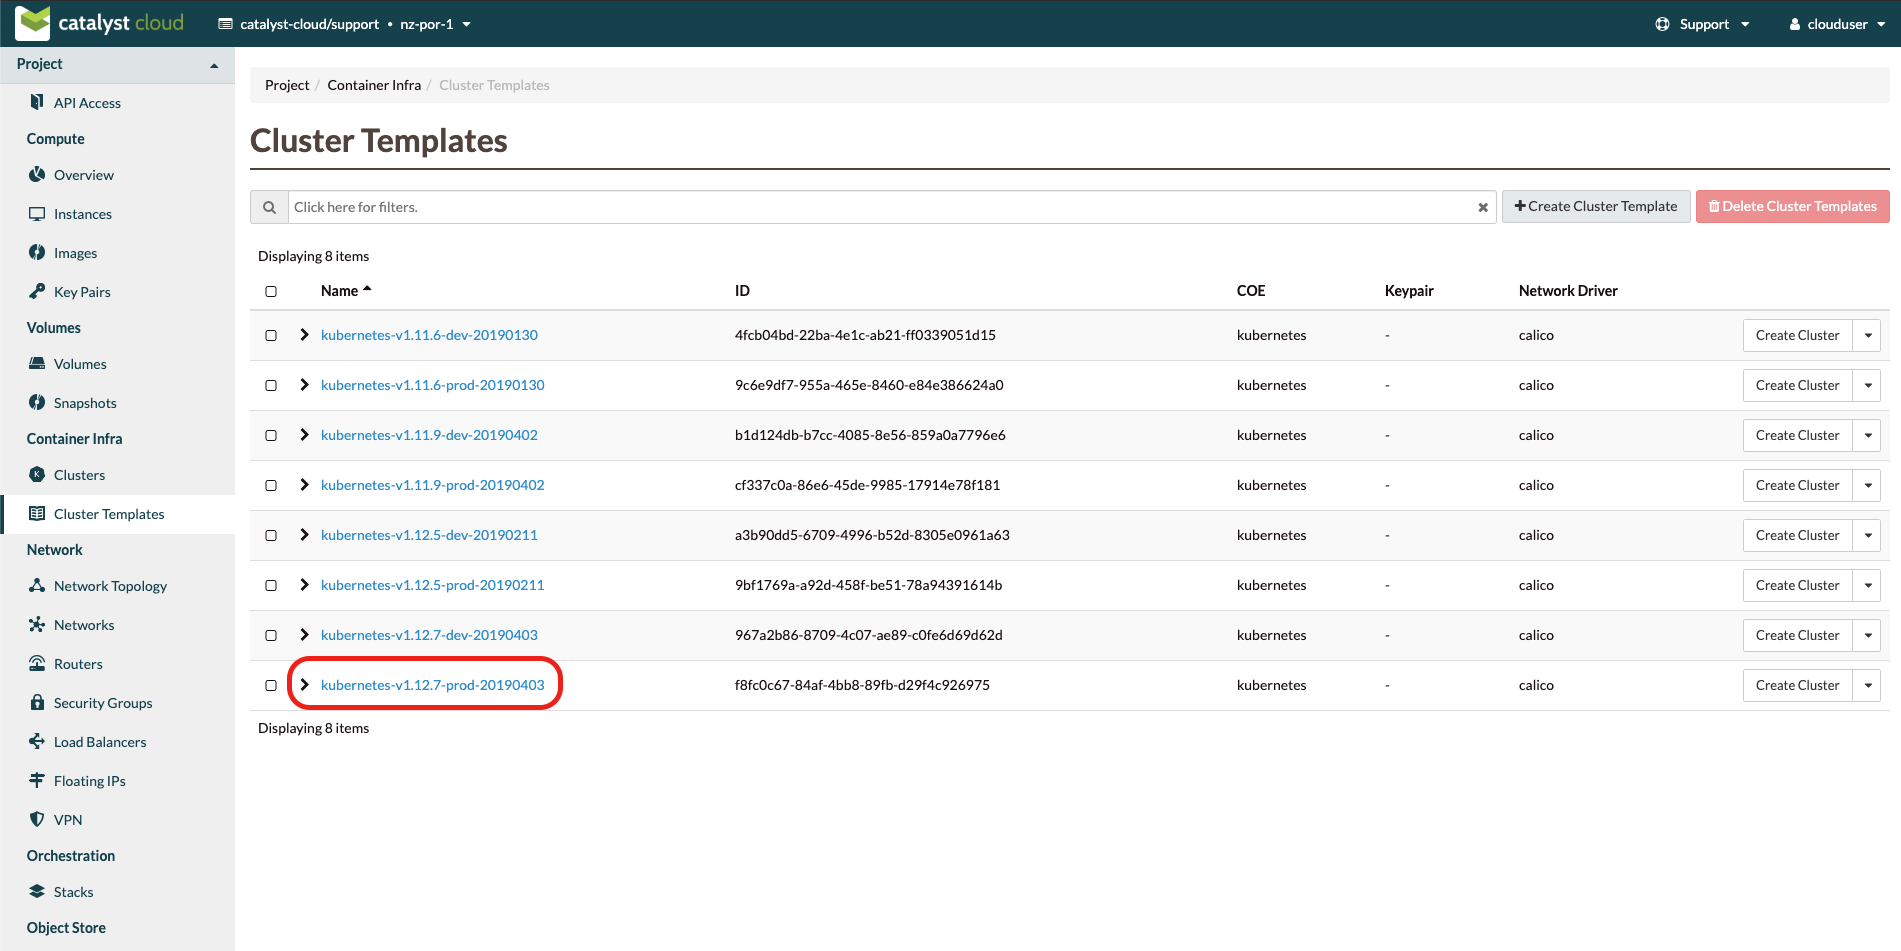 catalyst cloud
catalyst-cloud/support • nz-por-1
Support
clouduser
Project
API Access
Compute
Overview
Instances
Images
Key Pairs
Volumes
Volumes
Snapshots
Container Infra
K
Clusters
Cluster Templates
Network
Network Topology
Networks
Routers
Security Groups
Load Balancers
Floating IPs
VPN
Orchestration
Stacks
Object Store
Project / Container Infra / Cluster Templates
Cluster Templates
Click here for filters.
Create Cluster Template
Delete Cluster Templates
Displaying 8 items
Name ID COE Keypair Network Driver
kubernetes-v1.11.6-dev-20190130 4fcb04bd-22ba-4e1c-ab21-ff0339051d15 kubernetes - calico Create Cluster
kubernetes-v1.11.6-prod-20190130 9c6e9df7-955a-465e-8460-e84e386624a0 kubernetes - calico Create Cluster
kubernetes-v1.11.9-dev-20190402 b1d124db-b7cc-4085-8e56-859a0a7796e6 kubernetes - calico Create Cluster
kubernetes-v1.11.9-prod-20190402 cf337c0a-86e6-45de-9985-17914e78f181 kubernetes - calico Create Cluster
kubernetes-v1.12.5-dev-20190211 a3b90dd5-6709-4996-b52d-8305e0961a63 kubernetes - calico Create Cluster
kubernetes-v1.12.5-prod-20190211 9bf1769a-a92d-458f-be51-78a94391614b kubernetes - calico Create Cluster
kubernetes-v1.12.7-dev-20190403 967a2b86-8709-4c07-ae89-c0fe6d69d62d kubernetes - calico Create Cluster
kubernetes-v1.12.7-prod-20190403 f8fc0c67-84af-4bb8-89fb-d29f4c926975 kubernetes - calico Create Cluster
Displaying 8 items